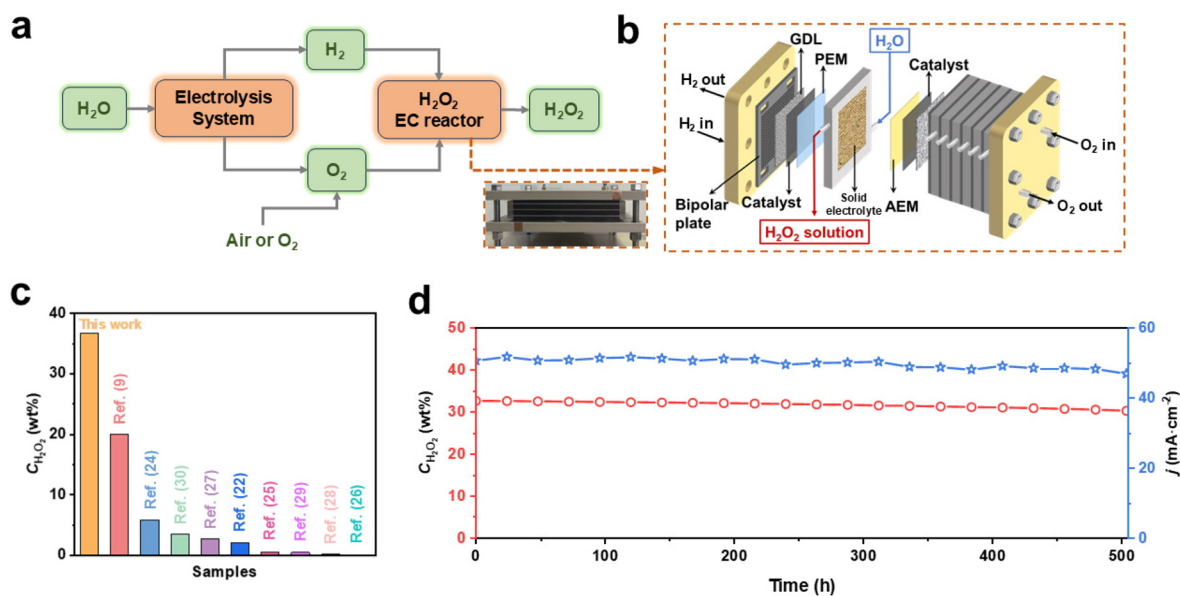 a
H2
H2O
Electrolysis
System
H2O2
EC reactor
H2O2
O2
Air or O2
b
GDL
PEM
H2O
Catalyst
H2 out
H2 in
O2 in
O2 out
Bipolar
plate
Catalyst
Solid
electrolyte
AEM
H2O2 solution
c
40
30
20
10
0
CH2O2 (wt%)
This work
Ref. (9)
Ref. (24)
Ref. (30)
Ref. (27)
Ref. (22)
Ref. (25)
Ref. (29)
Ref. (28)
Ref. (26)
Samples
d
50
40
30
20
10
0
CH2O2 (wt%)
60
40
20
0
j (mA·cm-2)
0
100
200
300
400
500
Time (h)